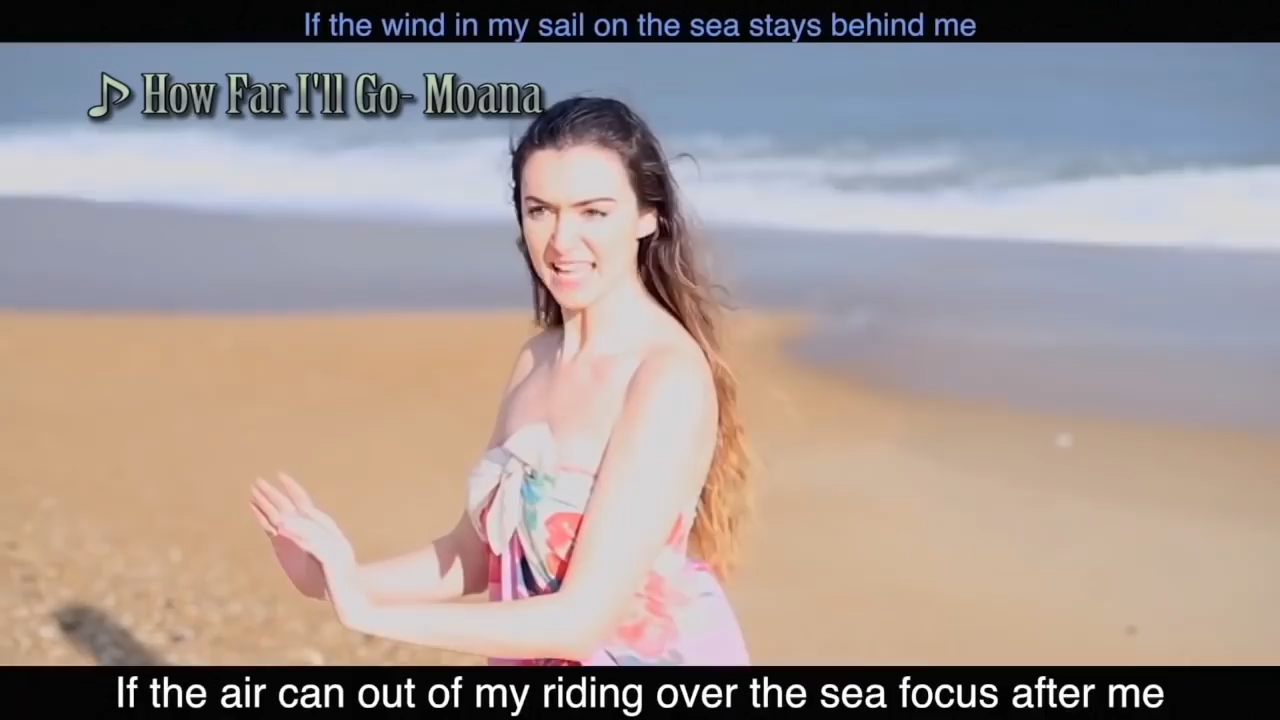 If the wind in my sail on the sea stays behind me
♪ How Far I'll Go- Moana
If the air can out of my riding over the sea focus after me